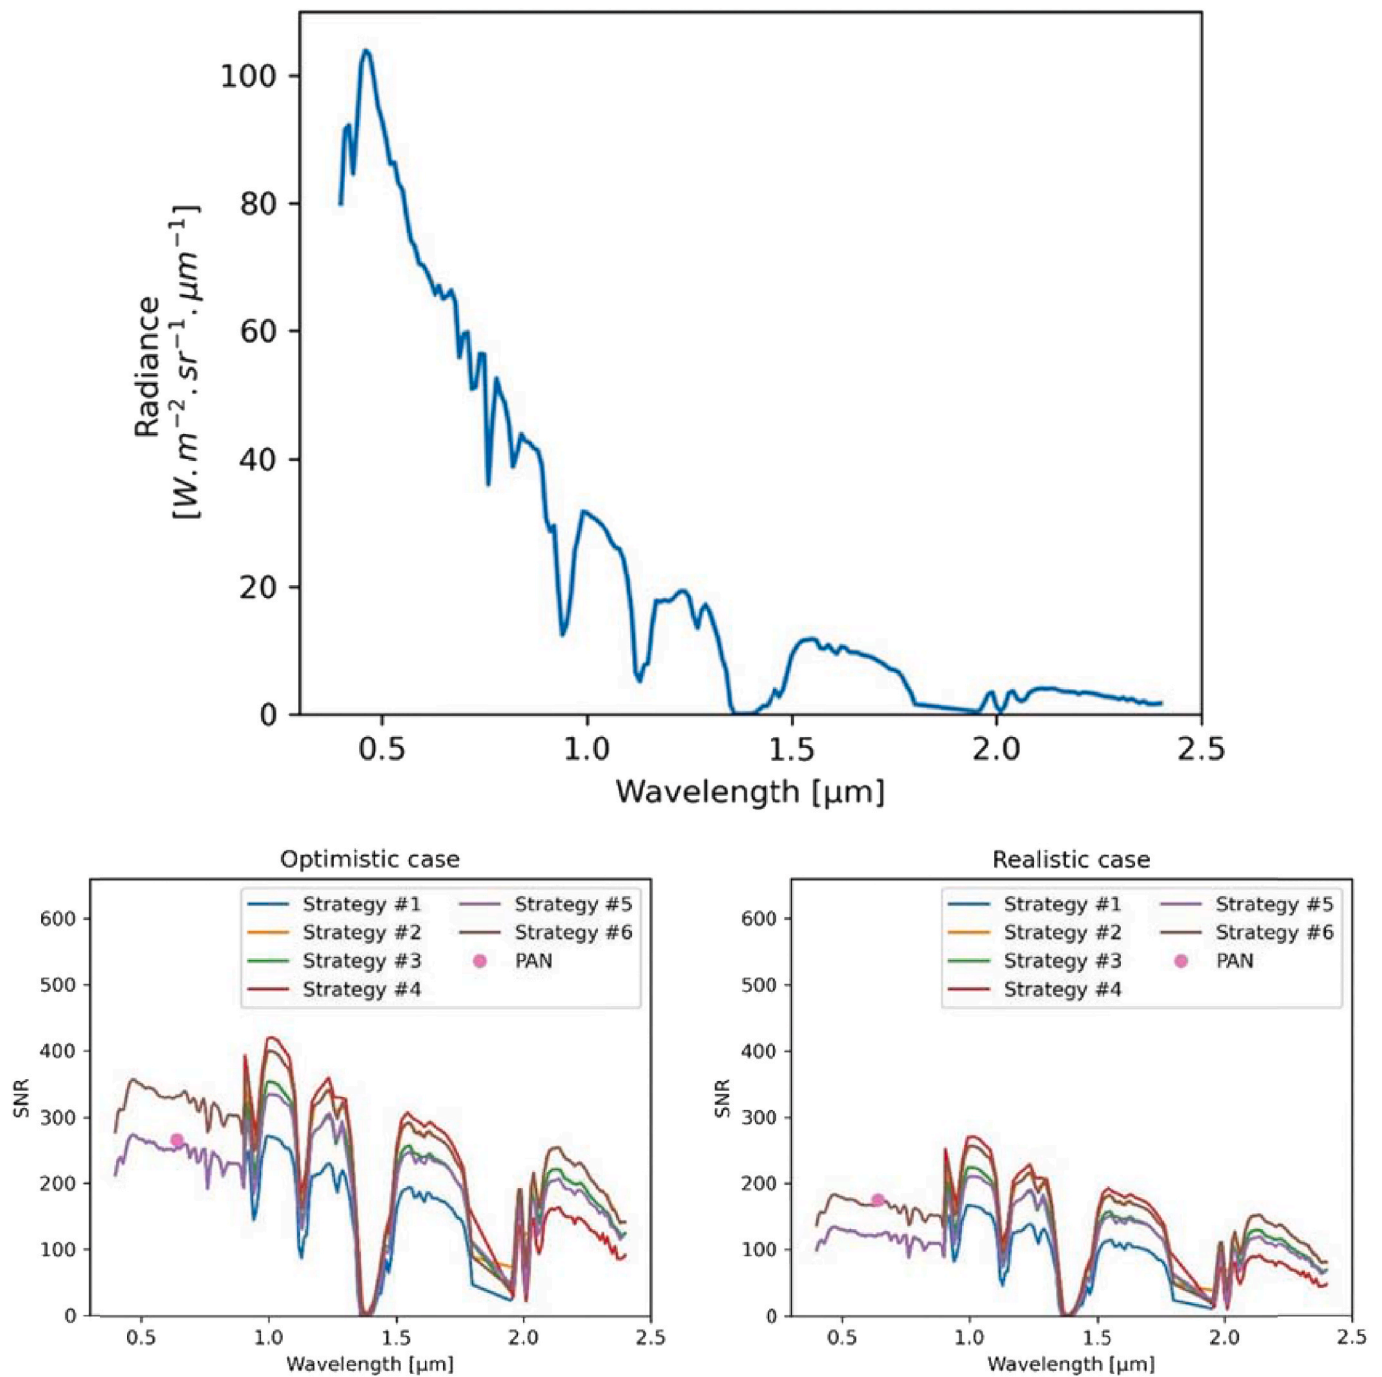 100
80
60
40
20
0
Radiance
[W.m⁻².sr⁻¹.μm⁻¹]
0.5 1.0 1.5 2.0 2.5
Wavelength [μm]
Optimistic case
Strategy #1 Strategy #5
Strategy #2 Strategy #6
Strategy #3 PAN
Strategy #4
600
500
400
300
200
100
0
SNR
0.5 1.0 1.5 2.0 2.5
Wavelength [μm]
Realistic case
Strategy #1 Strategy #5
Strategy #2 Strategy #6
Strategy #3 PAN
Strategy #4
600
500
400
300
200
100
0
SNR
0.5 1.0 1.5 2.0 2.5
Wavelength [μm]